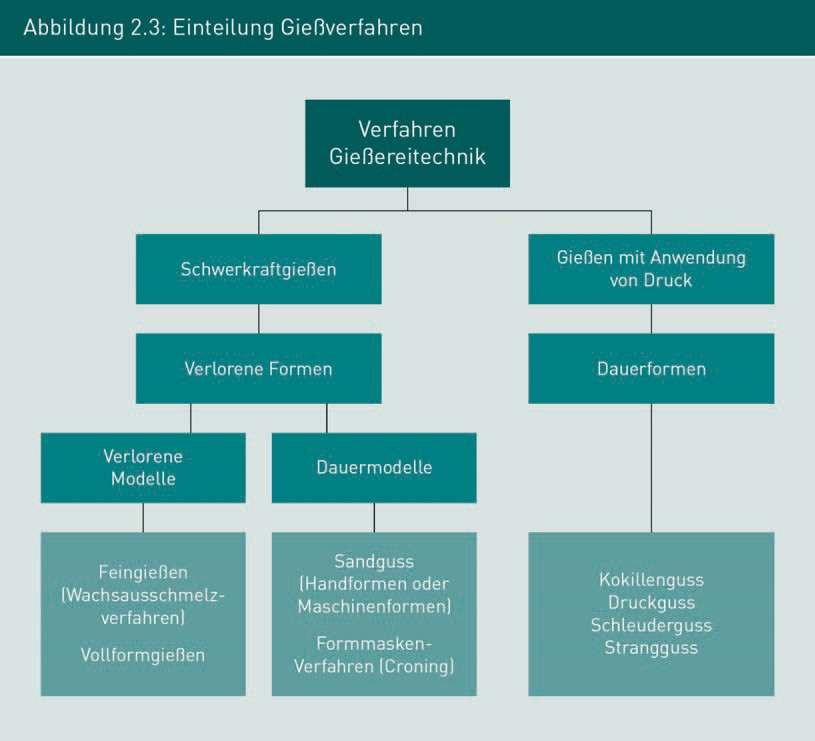 Abbildung 2.3: Einteilung Gießverfahren
Verfahren
Gießereitechnik
Schwerkraftgießen
Gießen mit Anwendung
von Druck
Verlorene Formen
Dauerformen
Verlorene
Modelle
Dauermodelle
Feingießen
(Wachsausschmelz-
verfahren)
Vollformgießen
Sandguss
(Handformen oder
Maschinenformen)
Formmasken-
Verfahren (Croning)
Kokillenguss
Druckguss
Schleuderguss
Strangguss